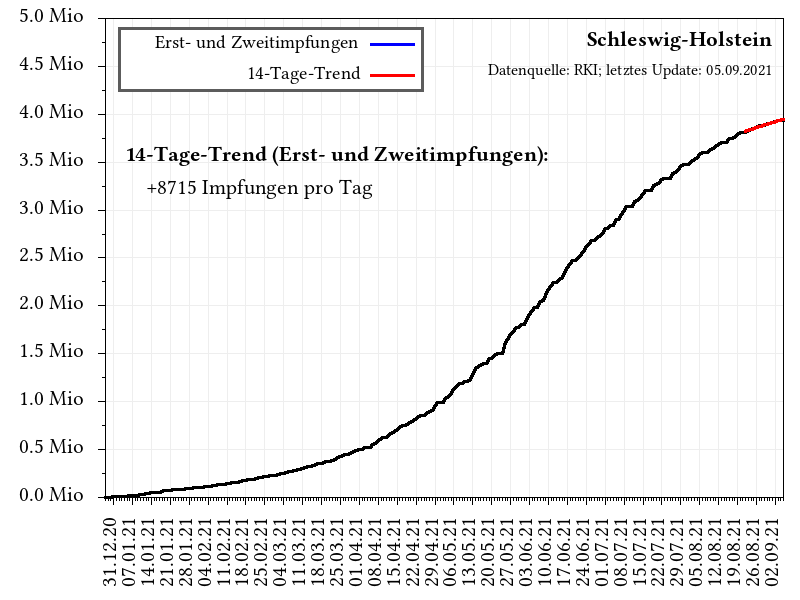 5.0 Mio
4.5 Mio
4.0 Mio
3.5 Mio
3.0 Mio
2.5 Mio
2.0 Mio
1.5 Mio
1.0 Mio
0.5 Mio
0.0 Mio
Erst- und Zweitimpfungen
14-Tage-Trend
Schleswig-Holstein
Datenquelle: RKI; letztes Update: 05.09.2021
14-Tage-Trend (Erst- und Zweitimpfungen):
+8715 Impfungen pro Tag
31.12.20
07.01.21
14.01.21
21.01.21
28.01.21
04.02.21
11.02.21
18.02.21
25.02.21
04.03.21
11.03.21
18.03.21
25.03.21
01.04.21
08.04.21
15.04.21
22.04.21
29.04.21
06.05.21
13.05.21
20.05.21
27.05.21
03.06.21
10.06.21
17.06.21
24.06.21
01.07.21
08.07.21
15.07.21
22.07.21
29.07.21
05.08.21
12.08.21
19.08.21
26.08.21
02.09.21